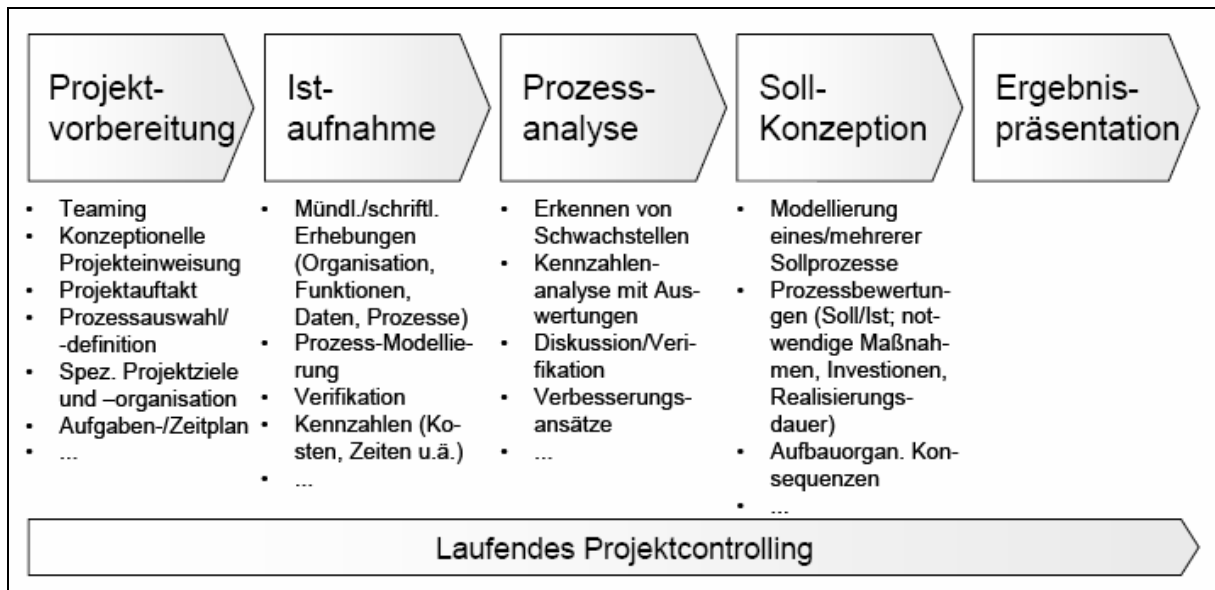 Projekt-
vorbereitung
Ist-
aufnahme
Prozess-
analyse
Soll-
Konzeption
Ergebnis-
präsentation
• Teaming
• Konzeptionelle
Projekteinweisung
• Projektauftakt
• Prozessauswahl/
-definition
• Spez. Projektziele
und –organisation
• Aufgaben-/Zeitplan
• ...
• Mündl./schriftl.
Erhebungen
(Organisation,
Funktionen,
Daten, Prozesse)
• Prozess-Modellie-
rung
• Verifikation
• Kennzahlen (Ko-
sten, Zeiten u.ä.)
• ...
• Erkennen von
Schwachstellen
• Kennzahlen-
analyse mit Aus-
wertungen
• Diskussion/Veri-
fikation
• Verbesserungs-
ansätze
• ...
• Modellierung
eines/mehrerer
Sollprozesse
• Prozessbewertun-
gen (Soll/Ist; not-
wendige Maßnah-
men, Investionen,
Realisierungs-
dauer)
• Aufbauorgan. Kon-
sequenzen
• ...
Laufendes Projektcontrolling